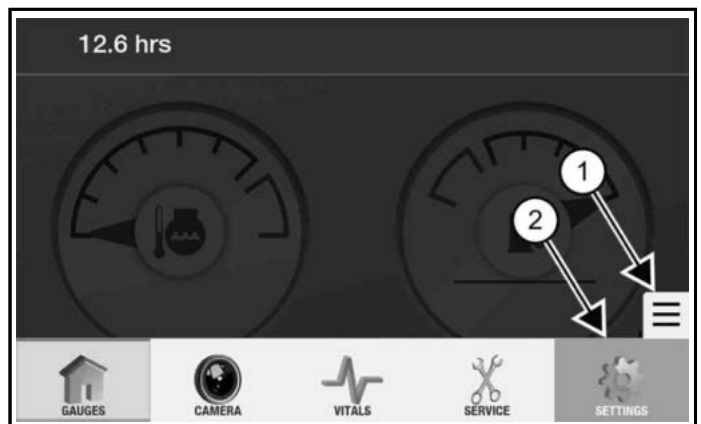 12.6 hrs
1
2
GAUGES
CAMERA
VITALS
SERVICE
SETTINGS